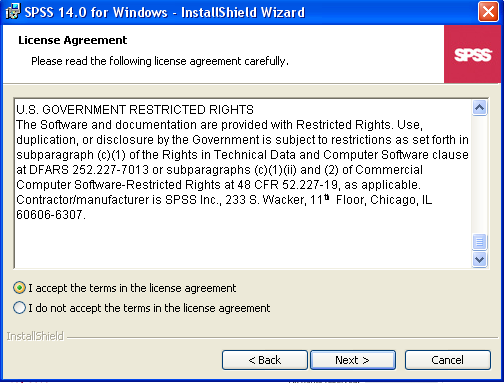 SPSS 14.0 for Windows - InstallShield Wizard
License Agreement
Please read the following license agreement carefully.
SPSS
U.S. GOVERNMENT RESTRICTED RIGHTS
The Software and documentation are provided with Restricted Rights. Use,
duplication, or disclosure by the Government is subject to restrictions as set forth in
subparagraph (c)(1) of the Rights in Technical Data and Computer Software clause
at DFARS 252.227-7013 or subparagraphs (c)(1)(ii) and (2) of Commercial
Computer Software-Restricted Rights at 48 CFR 52.227-19, as applicable.
Contractor/manufacturer is SPSS Inc., 233 S. Wacker, 11th Floor, Chicago, IL
60606-6307.
I accept the terms in the license agreement
I do not accept the terms in the license agreement
InstallShield
< Back
Next >
Cancel